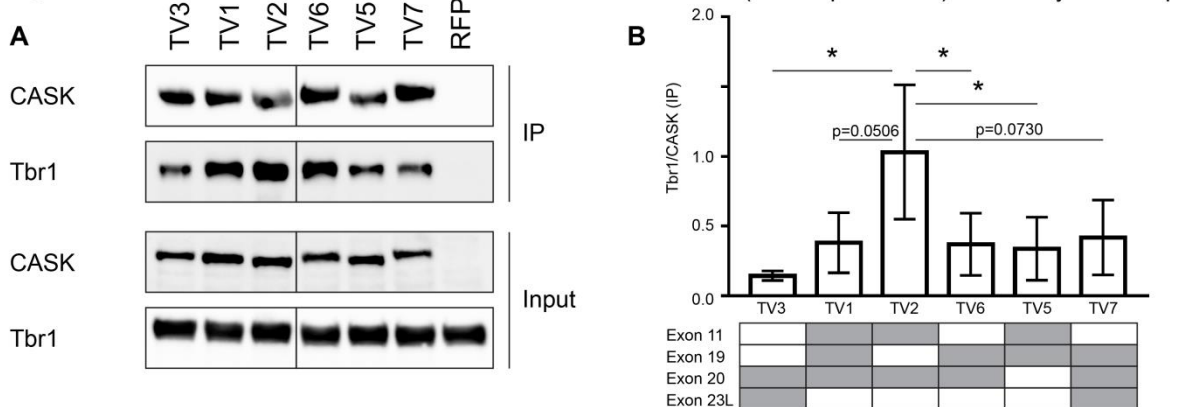 A
TV3 TV1 TV2 TV6 TV5 TV7 RFP
CASK
Tbr1
IP
CASK
Tbr1
Input
B
Tbr1/CASK (IP)
2.0
1.0
0.5
0.0
*
*
*
p=0.0506
p=0.0730
TV3 TV1 TV2 TV6 TV5 TV7
Exon 11
Exon 19
Exon 20
Exon 23L